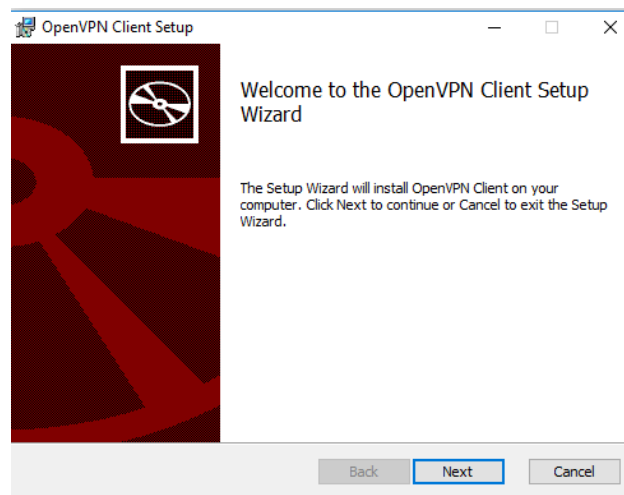 OpenVPN Client Setup
Welcome to the OpenVPN Client Setup
Wizard
The Setup Wizard will install OpenVPN Client on your
computer. Click Next to continue or Cancel to exit the Setup
Wizard.
Back Next Cancel